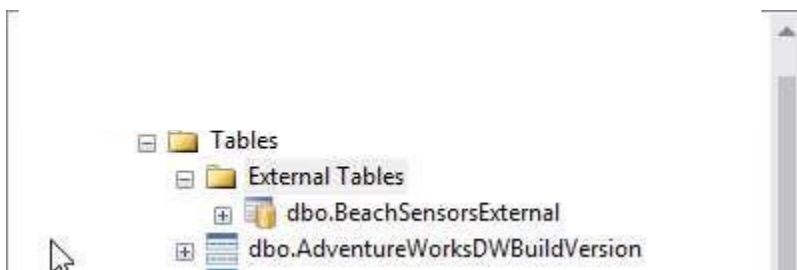 Tables
External Tables
dbo.BeachSensorsExternal
dbo.AdventureWorksDWBuildVersion